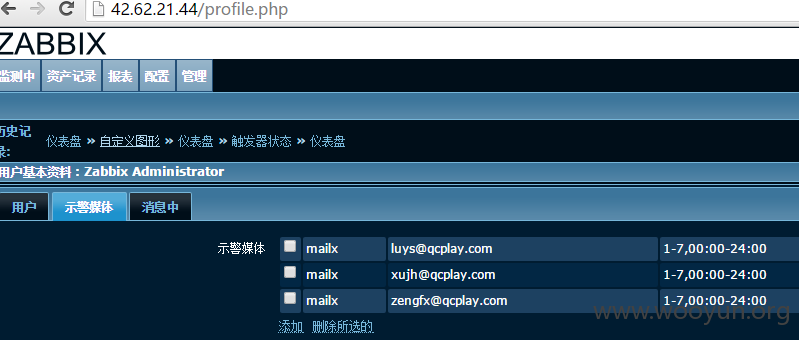 42.62.21.44/profile.php
ZABBIX
监测中 资产记录 报表 配置 管理
历史记录: 仪表盘 » 自定义图形 » 仪表盘 » 触发器状态 » 仪表盘
用户基本资料 : Zabbix Administrator
用户 示警媒体 消息中
示警媒体 mailx luys@qcplay.com 1-7,00:00-24:00
mailx xujh@qcplay.com 1-7,00:00-24:00
mailx zengfx@qcplay.com 1-7,00:00-24:00
添加 删除所选的
www.wooyun.org